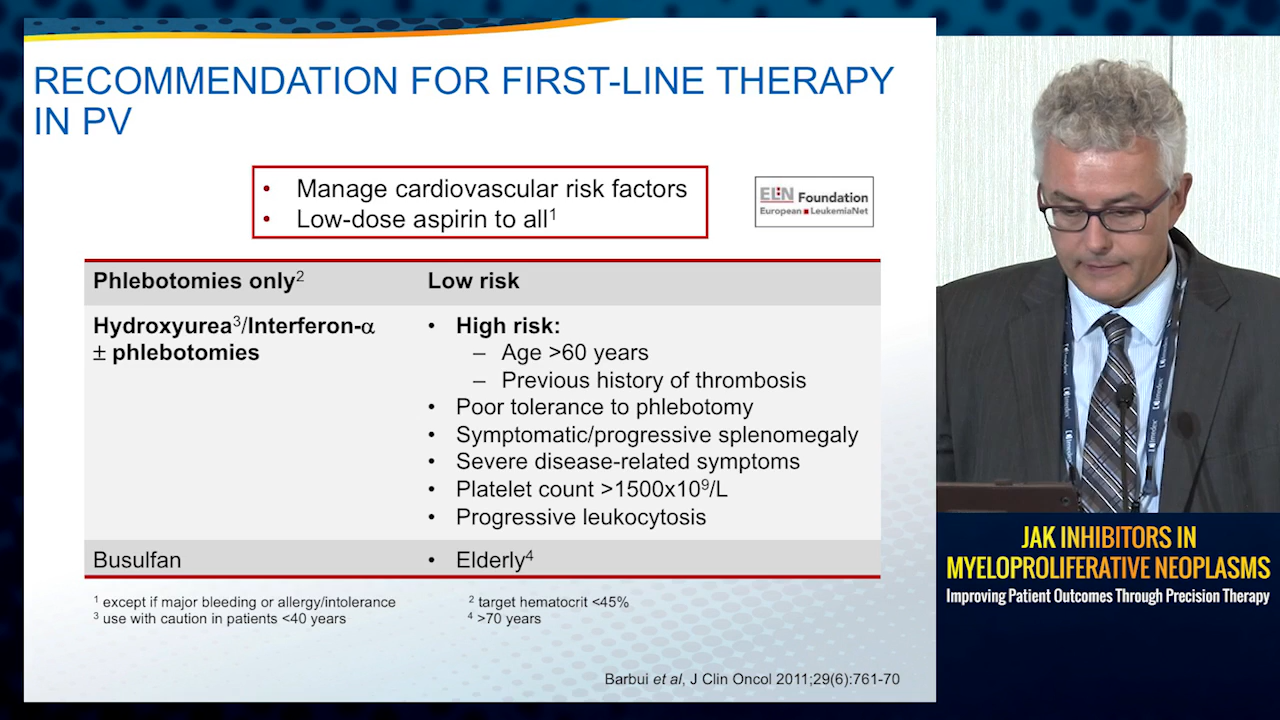 RECOMMENDATION FOR FIRST-LINE THERAPY
IN PV
• Manage cardiovascular risk factors
• Low-dose aspirin to all¹
ELN Foundation
European ■ LeukemiaNet
Phlebotomies only² Low risk
Hydroxyurea³/Interferon-α • High risk:
± phlebotomies – Age >60 years
– Previous history of thrombosis
• Poor tolerance to phlebotomy
• Symptomatic/progressive splenomegaly
• Severe disease-related symptoms
• Platelet count >1500x10⁹/L
• Progressive leukocytosis
Busulfan • Elderly⁴
¹ except if major bleeding or allergy/intolerance ² target hematocrit <45%
³ use with caution in patients <40 years ⁴ >70 years
Barbui et al, J Clin Oncol 2011;29(6):761-70
JAK INHIBITORS IN
MYELOPROLIFERATIVE NEOPLASMS
Improving Patient Outcomes Through Precision Therapy